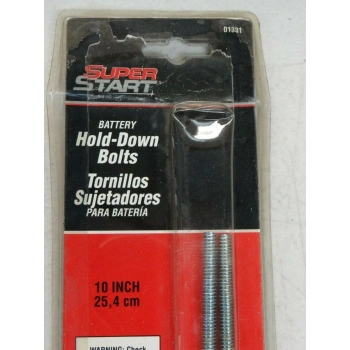 01331
SUPER
START
BATTERY
Hold-Down
Bolts
Tornillos
Sujetadores
PARA BATERÍA
10 INCH
25,4 cm
WARNING: Check